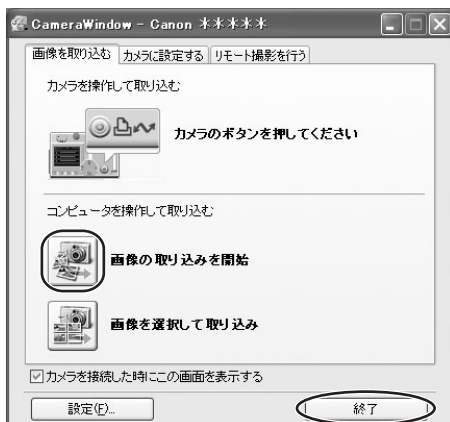 CameraWindow - Canon ＊＊＊＊＊
画像を取り込む カメラに設定する リモート撮影を行う
カメラを操作して取り込む
カメラのボタンを押してください
コンピュータを操作して取り込む
画像の取り込みを開始
画像を選択して取り込み
カメラを接続した時にこの画面を表示する
設定(F)... 終了